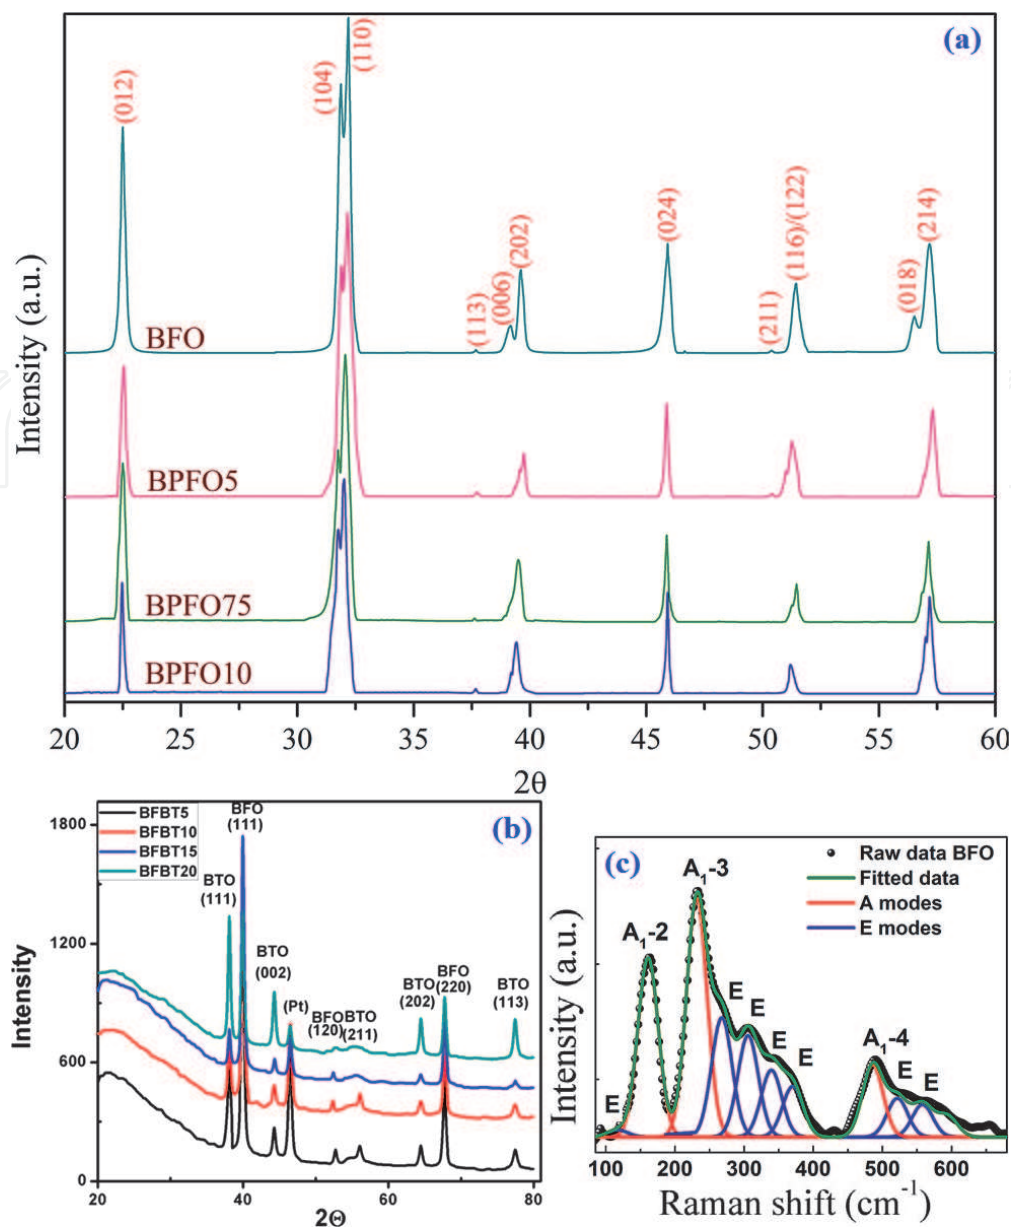 (a)
(012)
(104)
(110)
(113)
(006)
(202)
(024)
(211)
(116)/(122)
(018)
(214)
BFO
BPFO5
BPFO75
BPFO10
Intensity (a.u.)
20 25 30 35 40 45 50 55 60
2θ
(b)
BFBT5
BFBT10
BFBT15
BFBT20
BFO
(111)
BTO
(111)
BTO
(002)
(Pt)
BFO
(120)
BTO
(211)
BTO
(202)
BFO
(220)
BTO
(113)
1800
1200
600
0
Intensity
20 40 60 80
2Θ
(c)
Raw data BFO
Fitted data
A modes
E modes
A₁-2
A₁-3
A₁-4
E
E
E
E
E
E
E
Intensity (a.u.)
100 200 300 400 500 600
Raman shift (cm⁻¹)